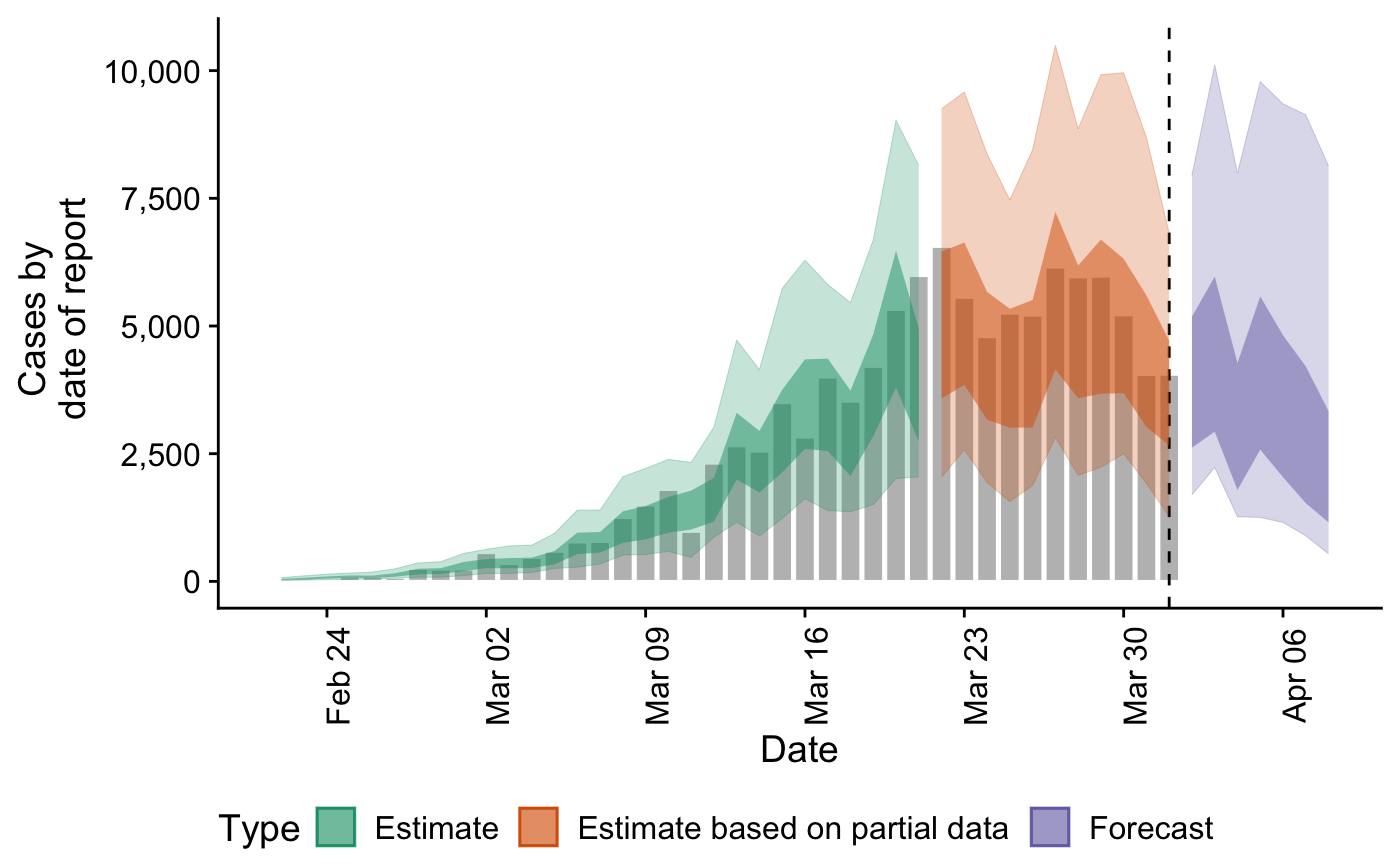 Cases by
date of report
10,000
7,500
5,000
2,500
0
Feb 24
Mar 02
Mar 09
Mar 16
Mar 23
Mar 30
Apr 06
Date
Type Estimate Estimate based on partial data Forecast